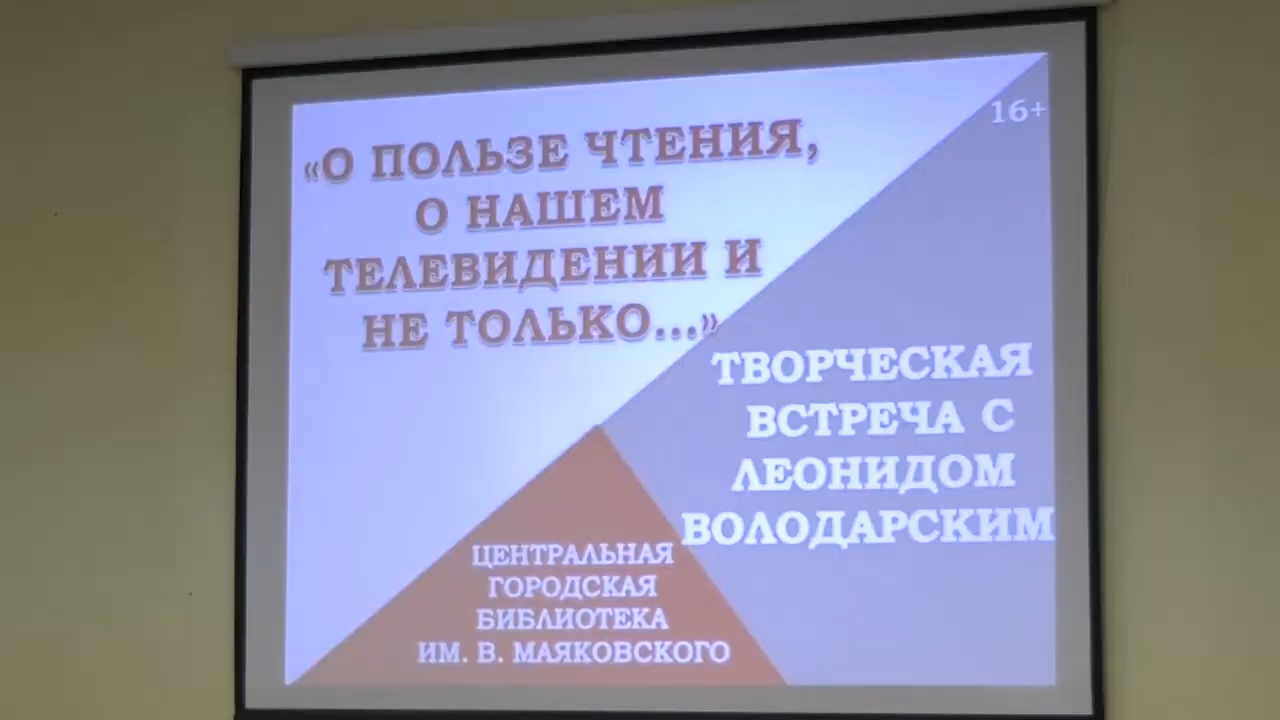 16+
«О ПОЛЬЗЕ ЧТЕНИЯ,
О НАШЕМ
ТЕЛЕВИДЕНИИ И
НЕ ТОЛЬКО...»
ТВОРЧЕСКАЯ
ВСТРЕЧА С
ЛЕОНИДОМ
ВОЛОДАРСКИМ
ЦЕНТРАЛЬНАЯ
ГОРОДСКАЯ
БИБЛИОТЕКА
ИМ. В. МАЯКОВСКОГО